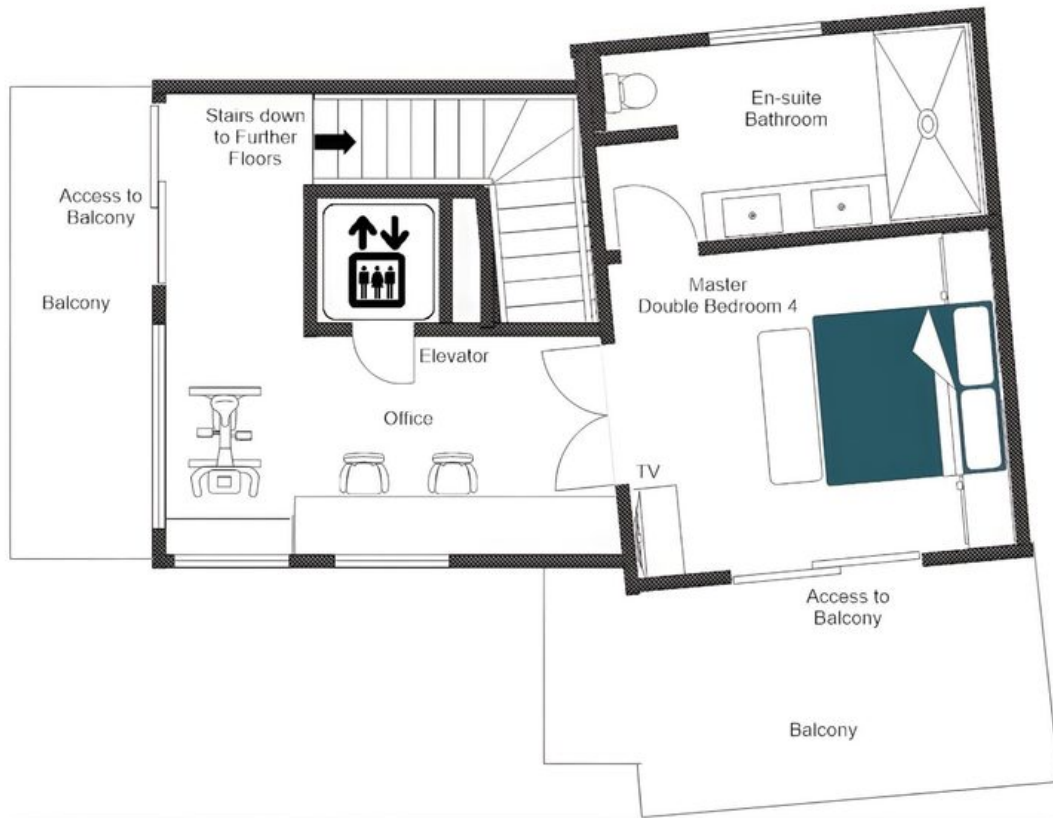 Stairs down
to Further
Floors
En-suite
Bathroom
Access to
Balcony
Balcony
Master
Double Bedroom 4
Elevator
Office
TV
Access to
Balcony
Balcony